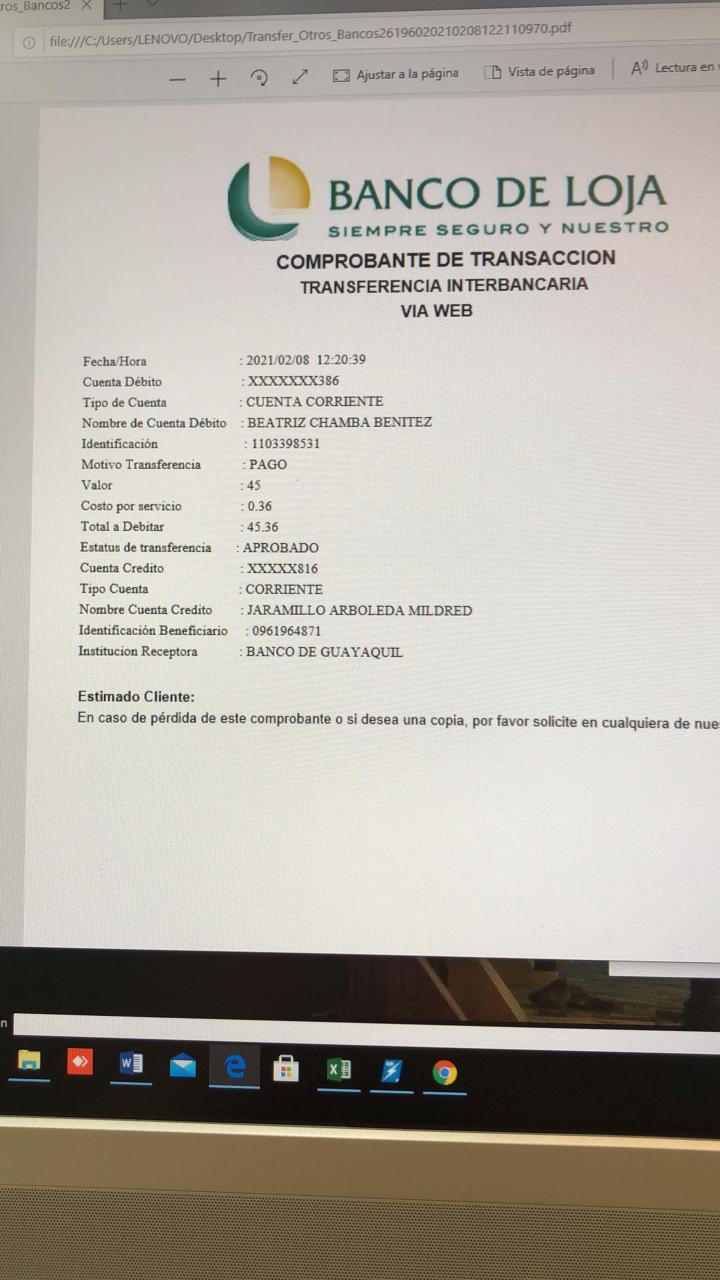 ros_Bancos2
file:///C:/Users/LENOVO/Desktop/Transfer_Otros_Bancos26196020210208122110970.pdf
Ajustar a la página
Vista de página
Lectura en
BANCO DE LOJA
SIEMPRE SEGURO Y NUESTRO
COMPROBANTE DE TRANSACCION
TRANSFERENCIA INTERBANCARIA
VIA WEB
Fecha/Hora : 2021/02/08 12:20:39
Cuenta Débito : XXXXXXX386
Tipo de Cuenta : CUENTA CORRIENTE
Nombre de Cuenta Débito : BEATRIZ CHAMBA BENITEZ
Identificación : 1103398531
Motivo Transferencia : PAGO
Valor : 45
Costo por servicio : 0.36
Total a Debitar : 45.36
Estatus de transferencia : APROBADO
Cuenta Credito : XXXXX816
Tipo Cuenta : CORRIENTE
Nombre Cuenta Credito : JARAMILLO ARBOLEDA MILDRED
Identificación Beneficiario : 0961964871
Institucion Receptora : BANCO DE GUAYAQUIL
Estimado Cliente:
En caso de pérdida de este comprobante o si desea una copia, por favor solicite en cualquiera de nue
n